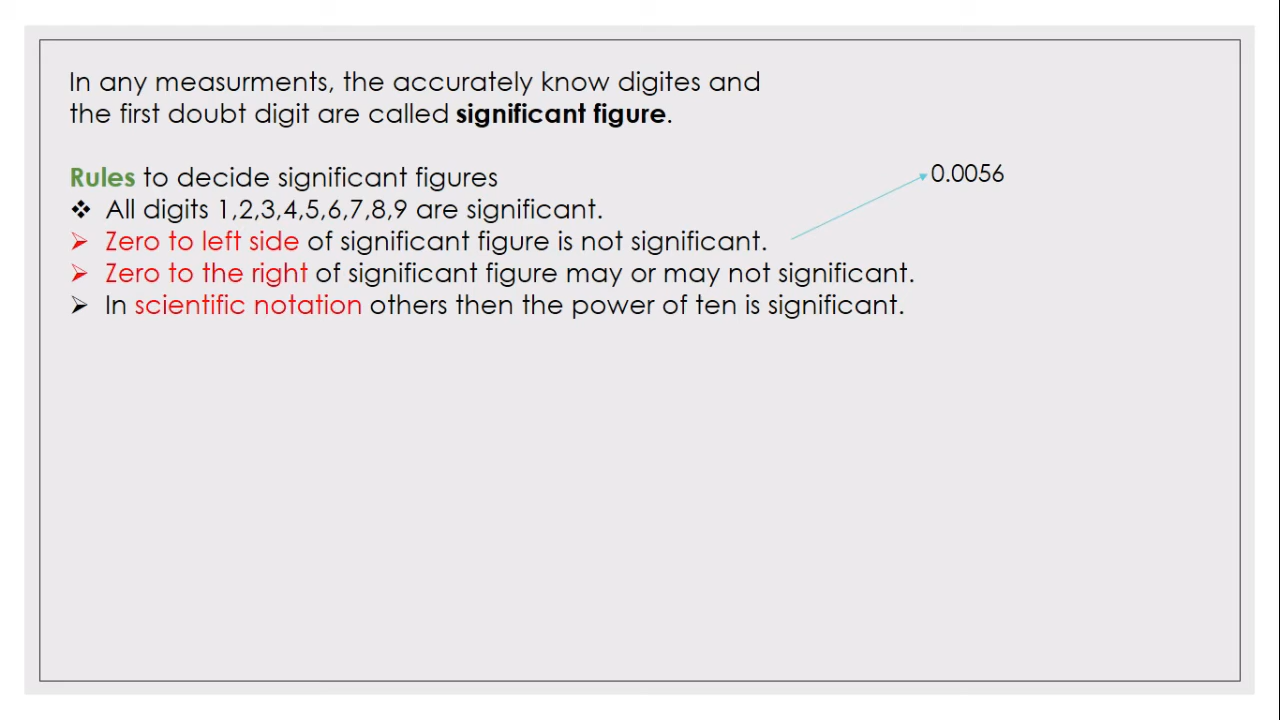 In any measurments, the accurately know digites and
the first doubt digit are called significant figure.
Rules to decide significant figures
❖ All digits 1,2,3,4,5,6,7,8,9 are significant.
➢ Zero to left side of significant figure is not significant.
0.0056
➢ Zero to the right of significant figure may or may not significant.
➢ In scientific notation others then the power of ten is significant.